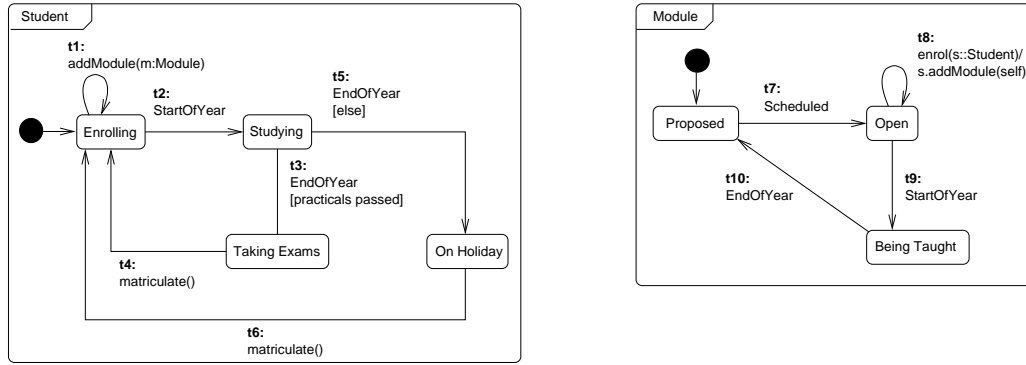 Student
t1:
addModule(m:Module)
t2:
StartOfYear
t5:
EndOfYear
[else]
Enrolling
Studying
t3:
EndOfYear
[practicals passed]
Taking Exams
On Holiday
t4:
matriculate()
t6:
matriculate()
Module
t8:
enrol(s::Student)/
s.addModule(self)
t7:
Scheduled
Proposed
Open
t10:
EndOfYear
t9:
StartOfYear
Being Taught